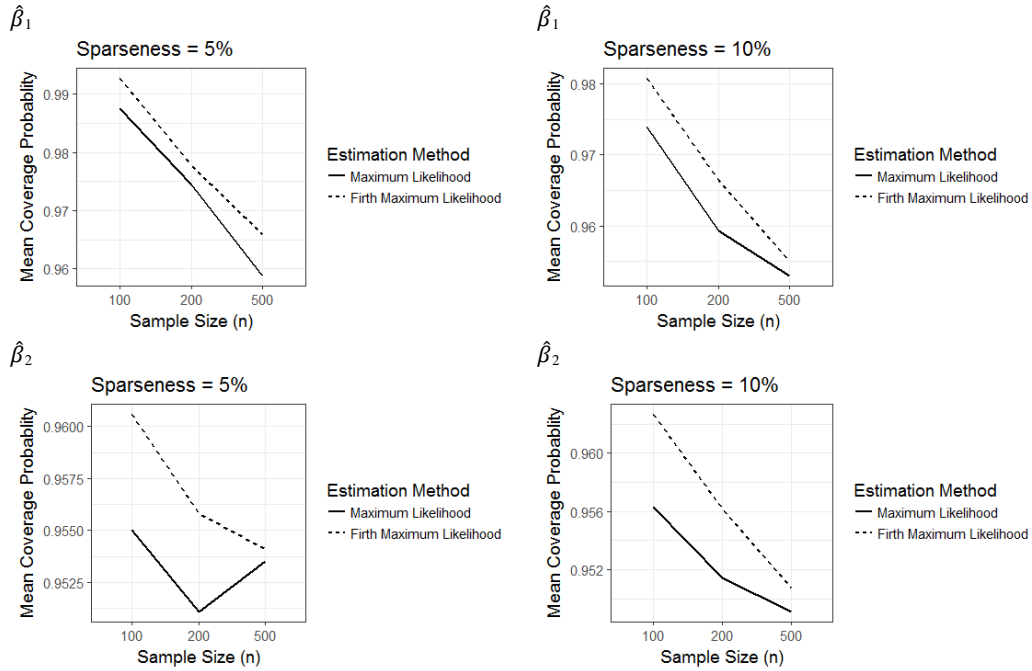 β̂₁
Sparseness = 5%
Mean Coverage Probablity
0.99
0.98
0.97
0.96
100 200 500
Sample Size (n)
Estimation Method
Maximum Likelihood
Firth Maximum Likelihood
β̂₁
Sparseness = 10%
Mean Coverage Probablity
0.98
0.97
0.96
100 200 500
Sample Size (n)
Estimation Method
Maximum Likelihood
Firth Maximum Likelihood
β̂₂
Sparseness = 5%
Mean Coverage Probablity
0.9600
0.9575
0.9550
0.9525
100 200 500
Sample Size (n)
Estimation Method
Maximum Likelihood
Firth Maximum Likelihood
β̂₂
Sparseness = 10%
Mean Coverage Probablity
0.960
0.956
0.952
100 200 500
Sample Size (n)
Estimation Method
Maximum Likelihood
Firth Maximum Likelihood